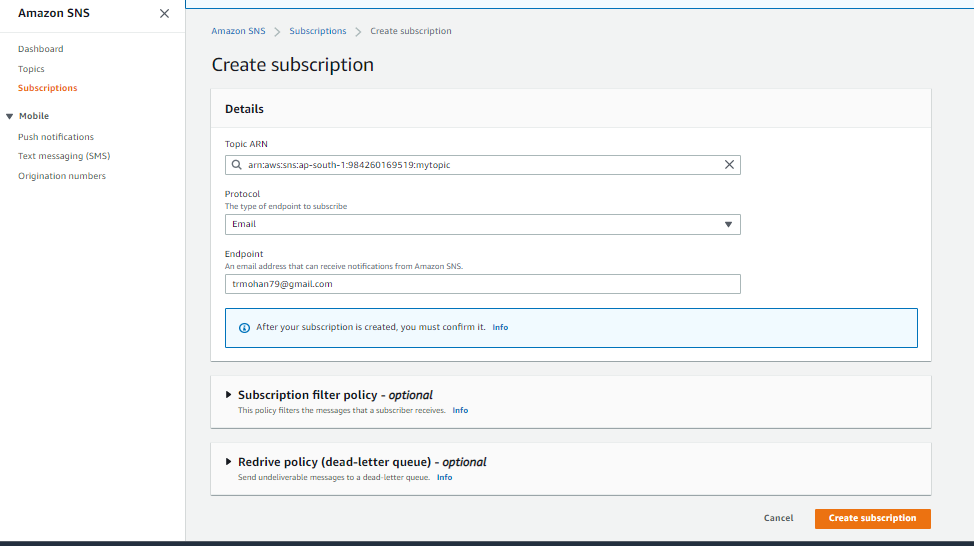 Amazon SNS
Dashboard
Topics
Subscriptions
Mobile
Push notifications
Text messaging (SMS)
Origination numbers
Amazon SNS > Subscriptions > Create subscription
Create subscription
Details
Topic ARN
arn:aws:sns:ap-south-1:984260169519:mytopic
Protocol
The type of endpoint to subscribe
Email
Endpoint
An email address that can receive notifications from Amazon SNS.
trmohan79@gmail.com
After your subscription is created, you must confirm it. Info
Subscription filter policy - optional
This policy filters the messages that a subscriber receives. Info
Redrive policy (dead-letter queue) - optional
Send undeliverable messages to a dead-letter queue. Info
Cancel Create subscription